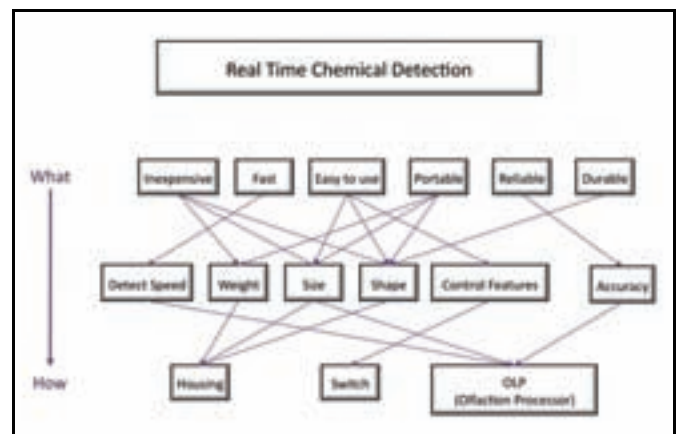 Real Time Chemical Detection
What
Inexpensive
Fast
Easy to use
Portable
Reliable
Durable
Detect Speed
Weight
Size
Shape
Control Features
Accuracy
How
Housing
Switch
OLP
(Olfaction Processor)